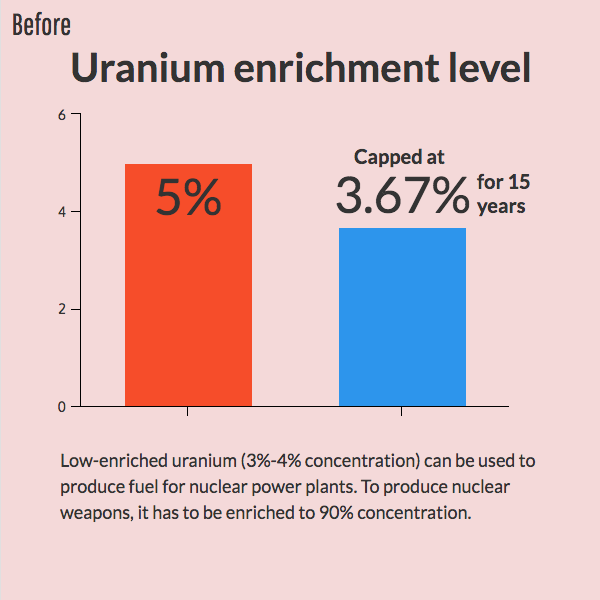 Before
Uranium enrichment level
6
4
2
0
5%
Capped at
3.67% for 15
years
Low-enriched uranium (3%-4% concentration) can be used to
produce fuel for nuclear power plants. To produce nuclear
weapons, it has to be enriched to 90% concentration.